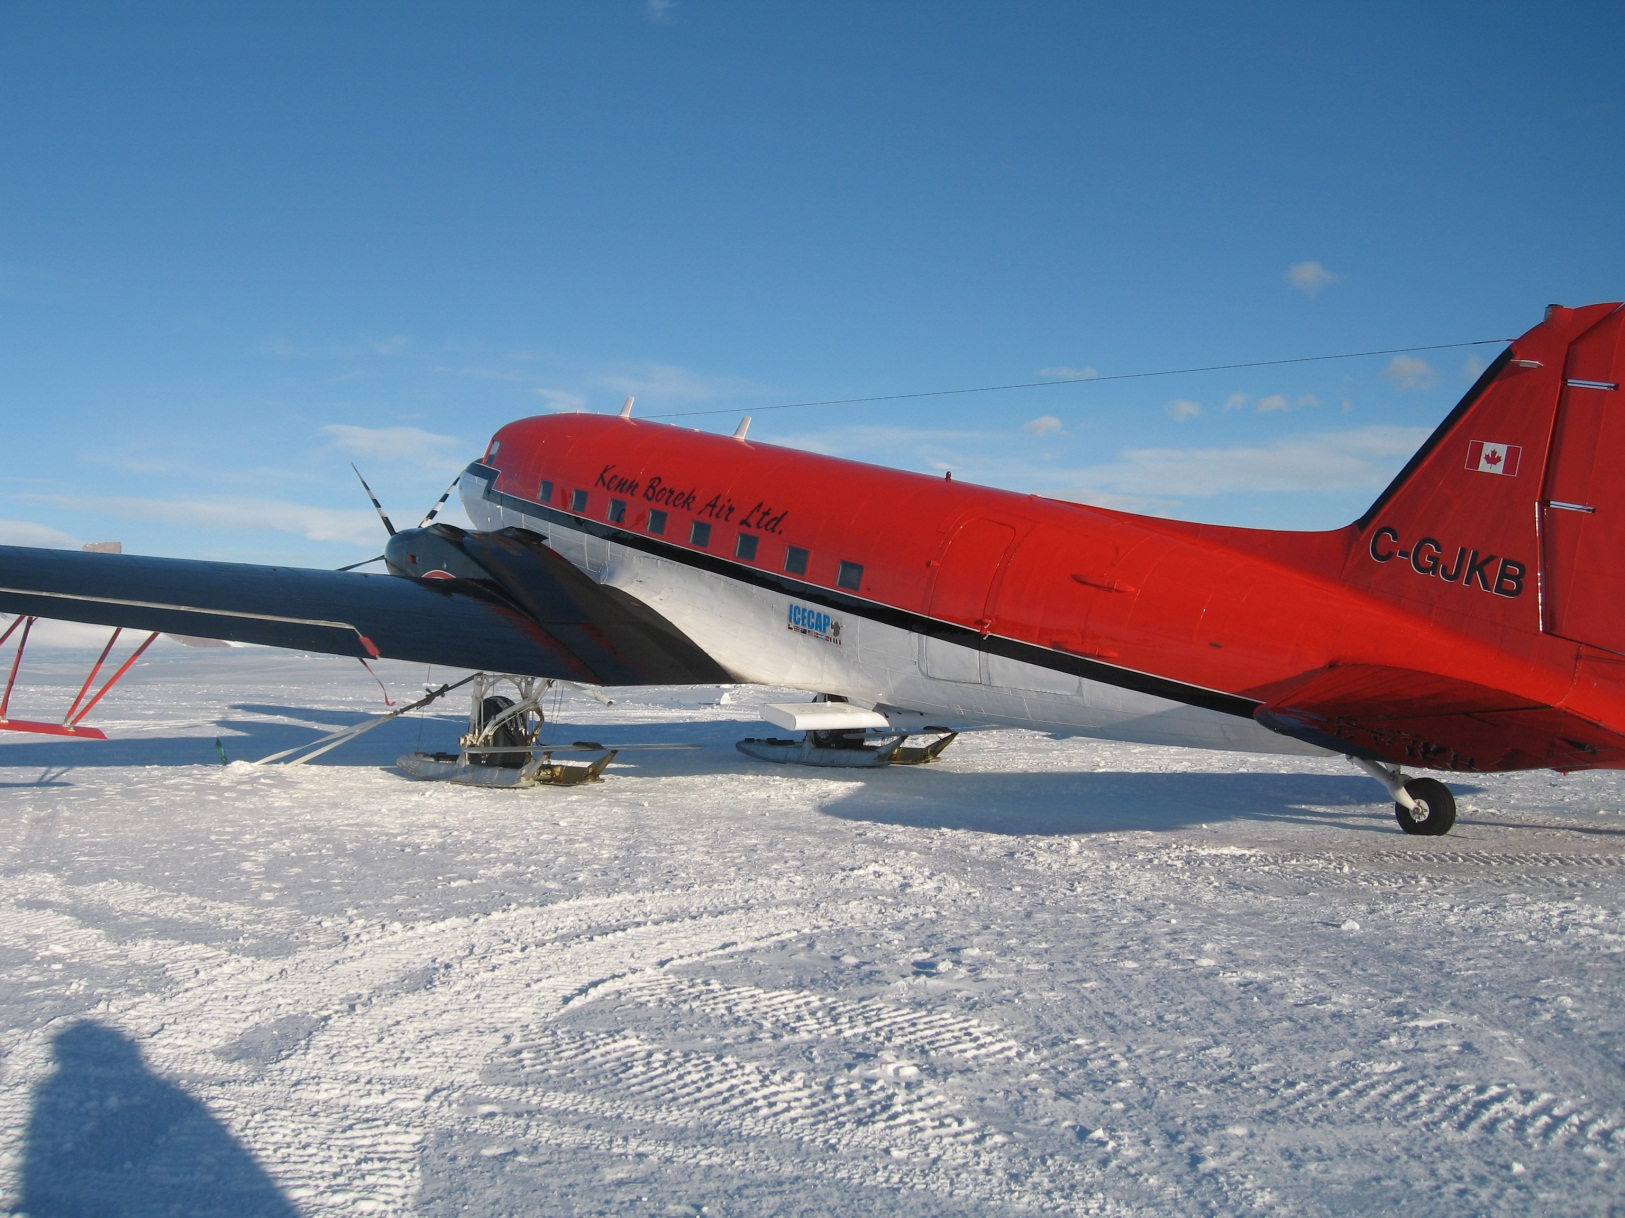 Kenn Borek Air Ltd.
C-GJKB
ICECAP